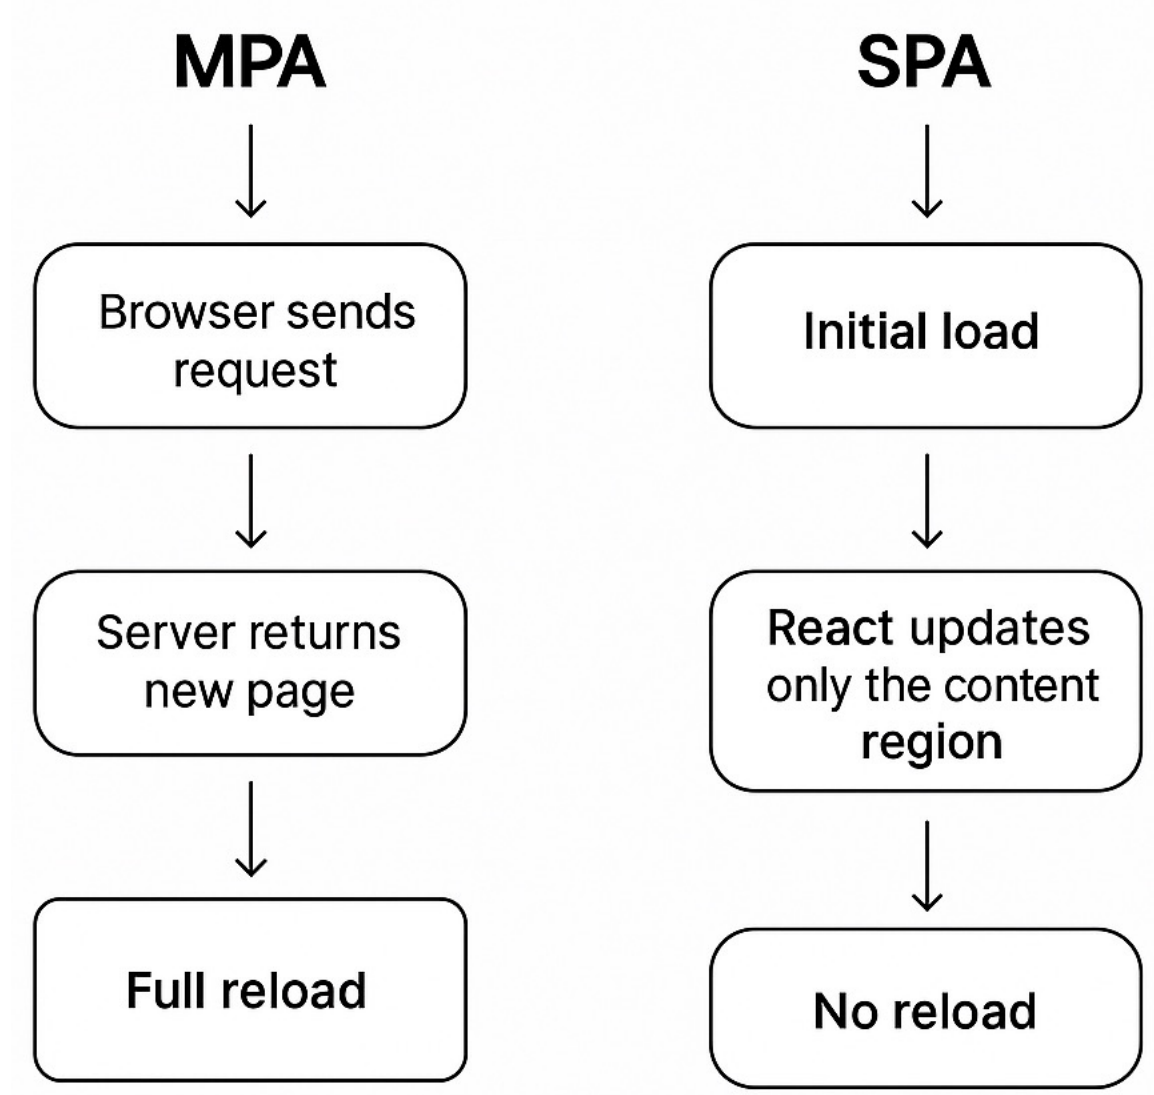 MPA
Browser sends
request
Server returns
new page
Full reload
SPA
Initial load
React updates
only the content
region
No reload